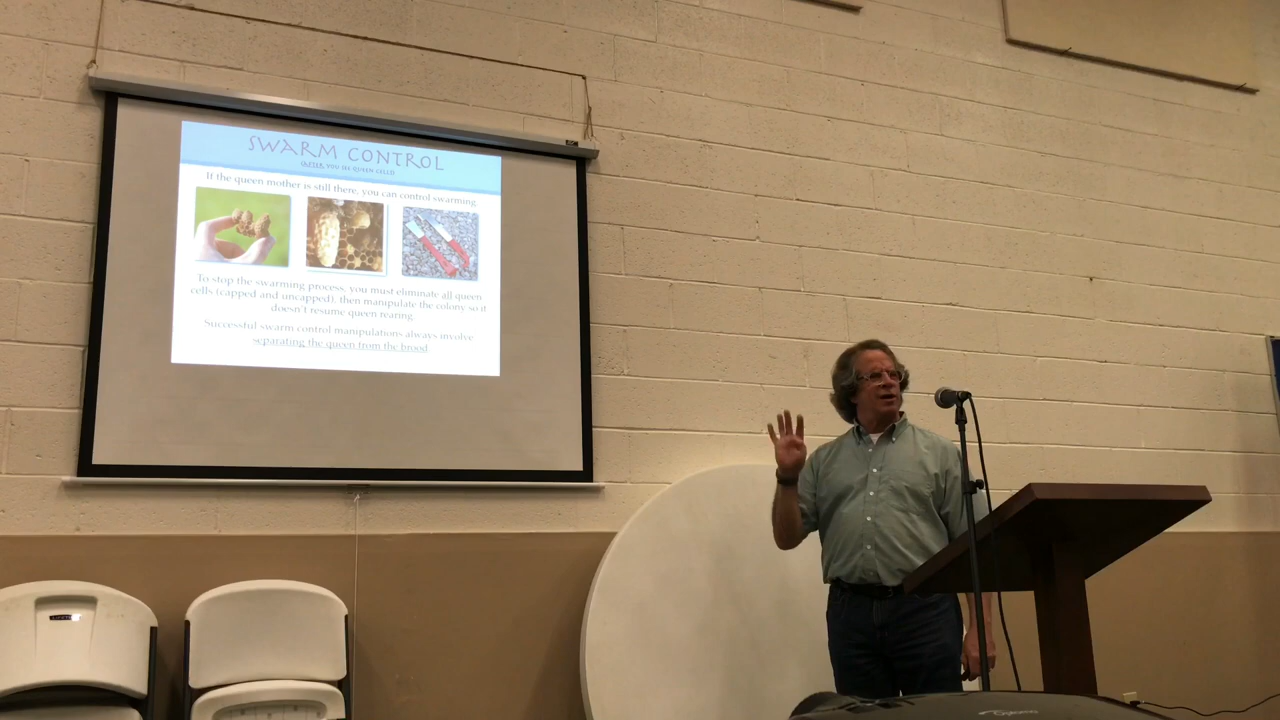 SWARM CONTROL
(AFTER YOU SEE QUEEN CELLS)
If the queen mother is still there, you can control swarming.
To stop the swarming process, you must eliminate all queen
cells (capped and uncapped), then manipulate the colony so it
doesn't resume queen rearing.
Successful swarm control manipulations always involve
separating the queen from the brood.
LIFETIME
Optoma